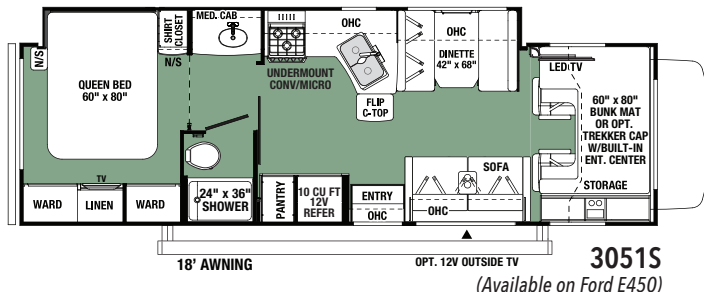 N/S
QUEEN BED
60" x 80"
SHIRT
CLOSET
N/S
MED. CAB
OHC
UNDERMOUNT
CONV/MICRO
FLIP
C-TOP
OHC
DINETTE
42" x 68"
LED TV
60" x 80"
BUNK MAT
OR OPT.
TREKKER CAP
W/BUILT-IN
ENT. CENTER
STORAGE
TV
WARD
LINEN
WARD
24" x 36"
SHOWER
PANTRY
10 CU FT
12V
REFER
ENTRY
OHC
SOFA
OHC
18' AWNING
OPT. 12V OUTSIDE TV
3051S
(Available on Ford E450)